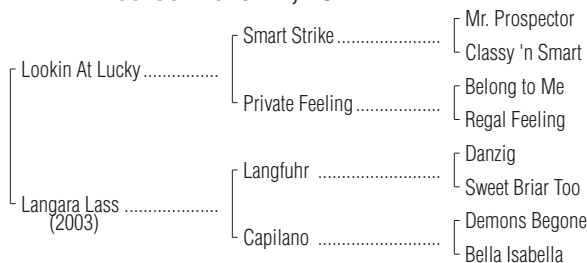 Mr. Prospector
Smart Strike ..................
Classy 'n Smart
Lookin At Lucky ...............
Belong to Me
Private Feeling .................
Regal Feeling
Danzig
Langfuhr .....................
Sweet Briar Too
Langara Lass ..................
(2003)
Demons Begone
Capilano .....................
Bella Isabella